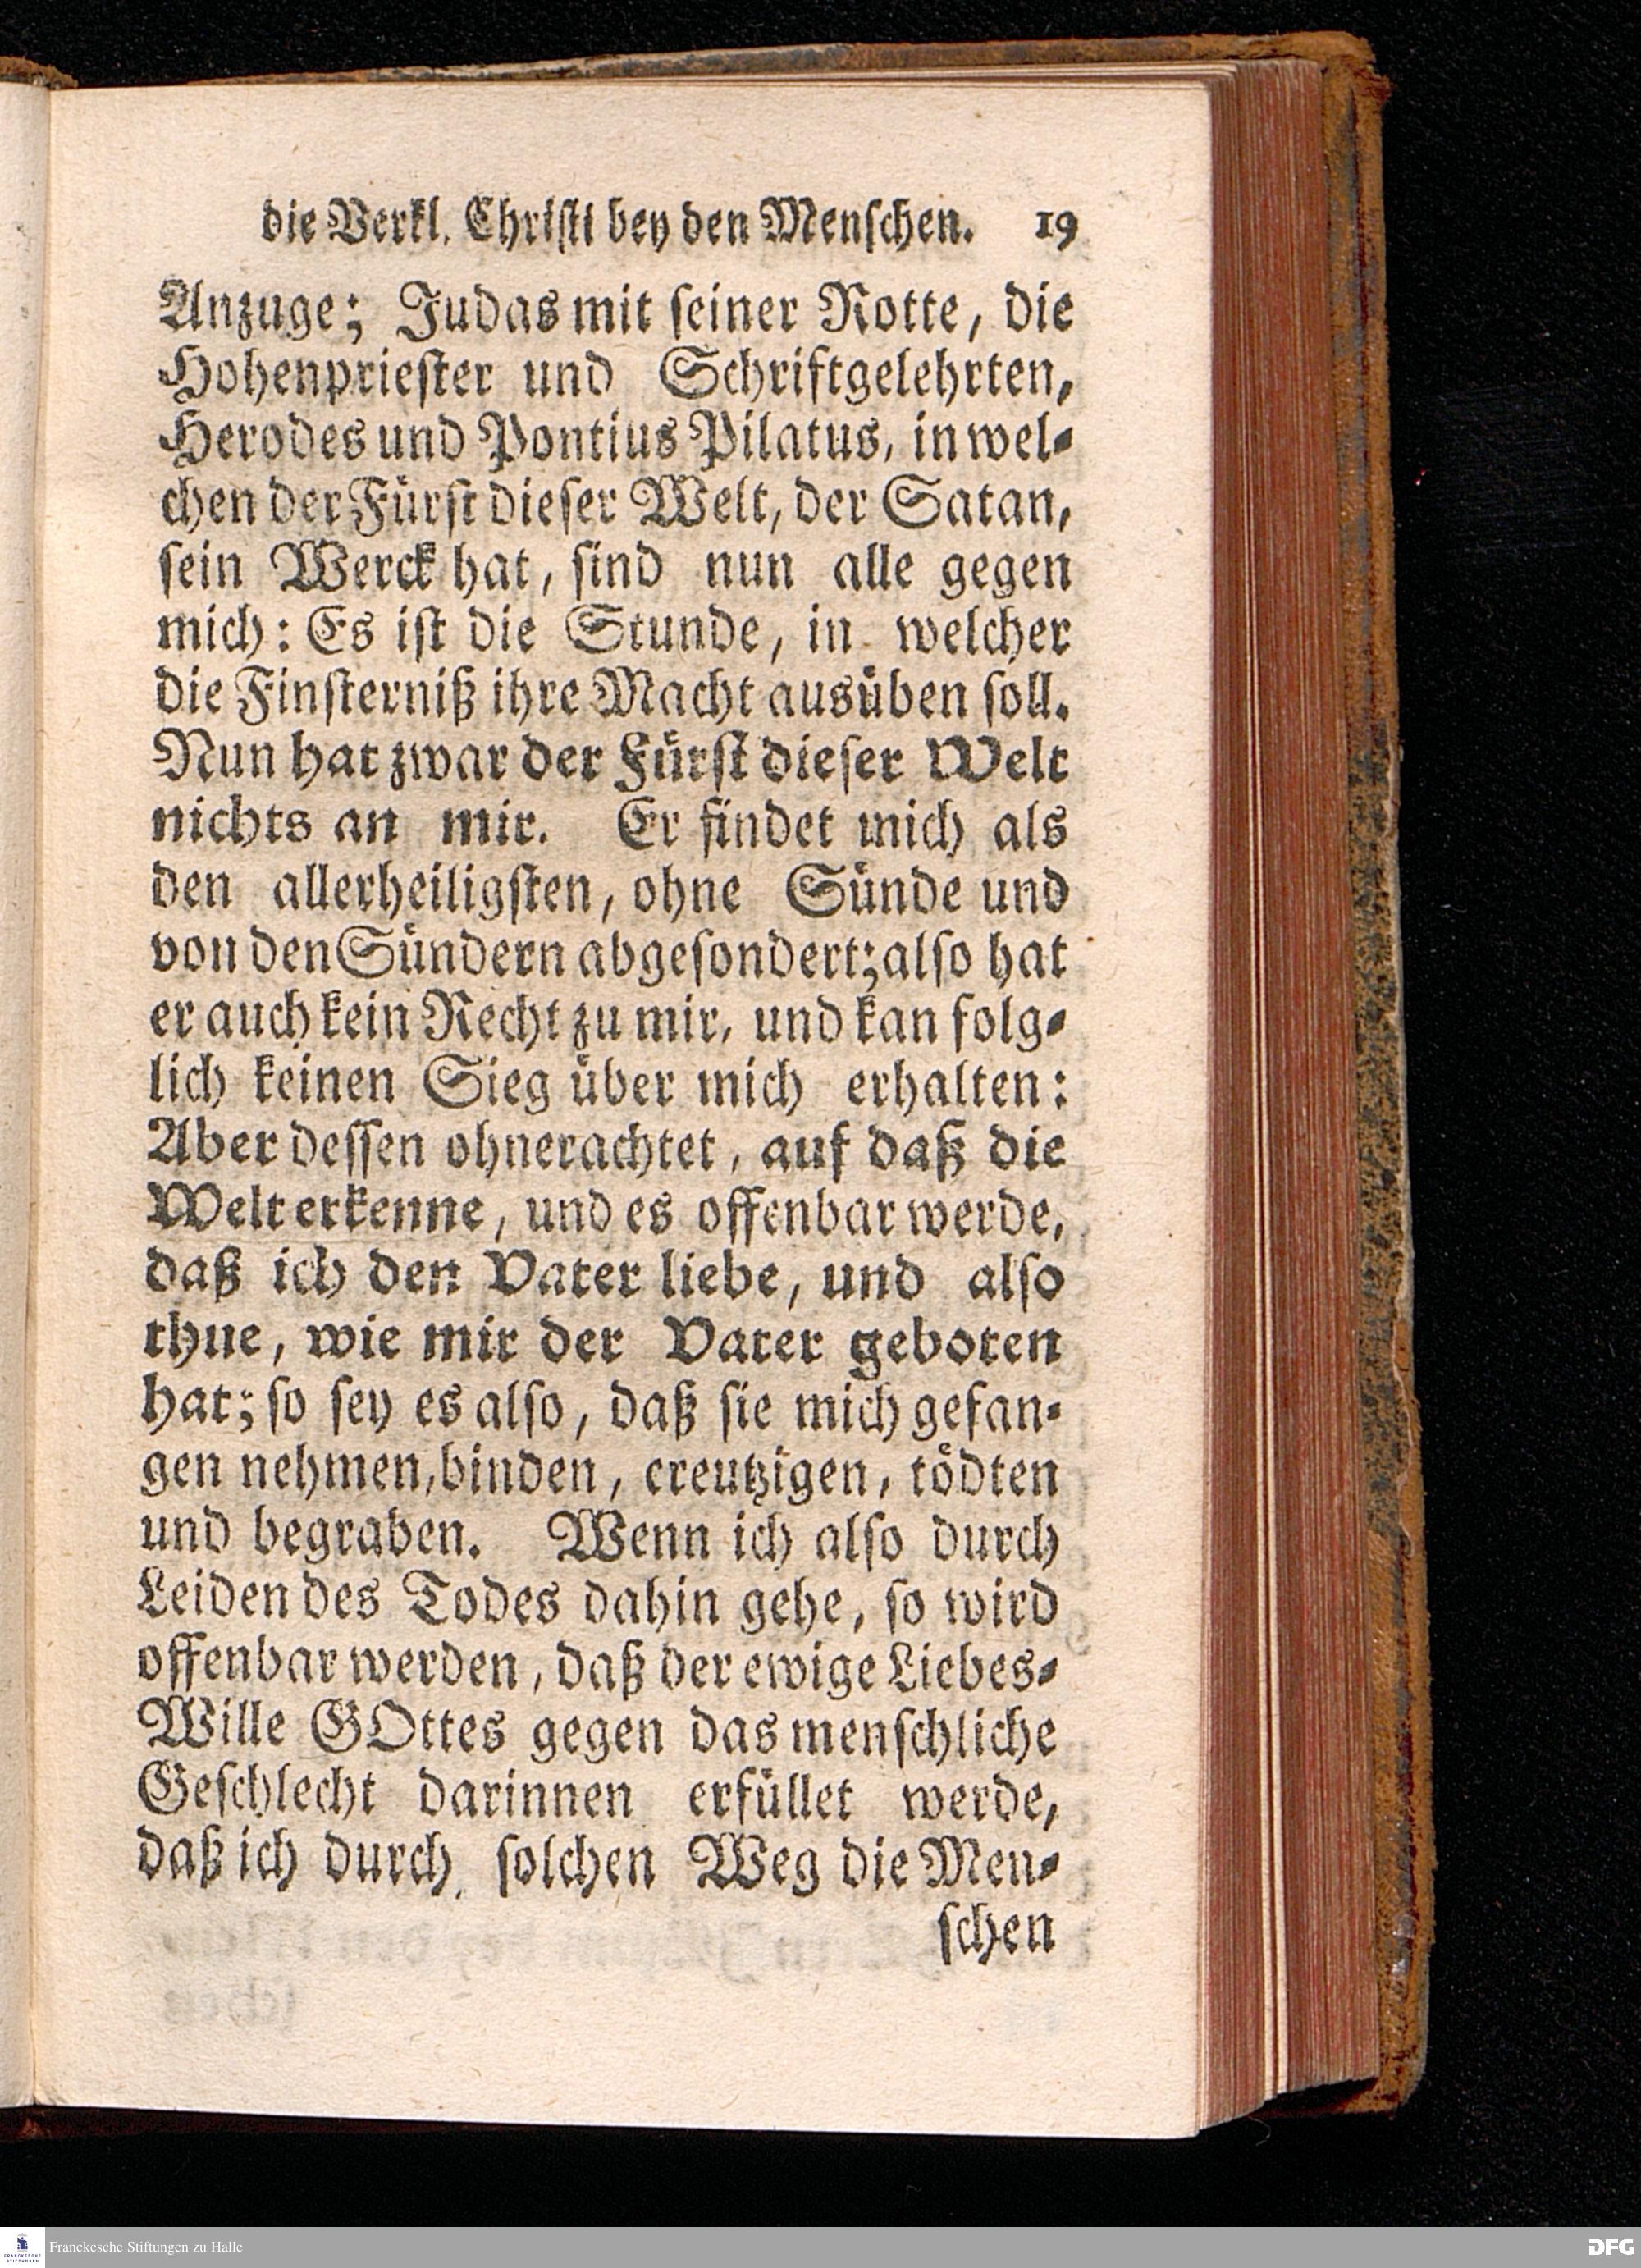 die Verkl. Chriſti bey den Menſchen. 19
Anzuge; Judas mit ſeiner Rotte, die
Hohenprieſter und Schriftgelehrten,
Herodes und Pontius Pilatus, in wel-
chen der Fürſt dieſer Welt, der Satan,
ſein Werck hat, ſind nun alle gegen
mich: Es iſt die Stunde, in welcher
die Finſterniß ihre Macht ausüben ſoll.
Nun hat zwar der Fürſt dieſer Welt
nichts an mir. Er findet mich als
den allerheiligſten, ohne Sünde und
von den Sündern abgeſondert; alſo hat
er auch kein Recht zu mir, und kan folg-
lich keinen Sieg über mich erhalten:
Aber deſſen ohnerachtet, auf daß die
Welt erkenne, und es offenbar werde,
daß ich den Vater liebe, und alſo
thue, wie mir der Vater geboten
hat; ſo ſey es alſo, daß ſie mich gefan-
gen nehmen, binden, creutzigen, tödten
und begraben. Wenn ich alſo durch
Leiden des Todes dahin gehe, ſo wird
offenbar werden, daß der ewige Liebes-
Wille GOttes gegen das menſchliche
Geſchlecht darinnen erfüllet werde,
daß ich durch ſolchen Weg die Men-
ſchen
FRANCKESCHE STIFTUNGEN
Franckeſche Stiftungen zu Halle
DFG